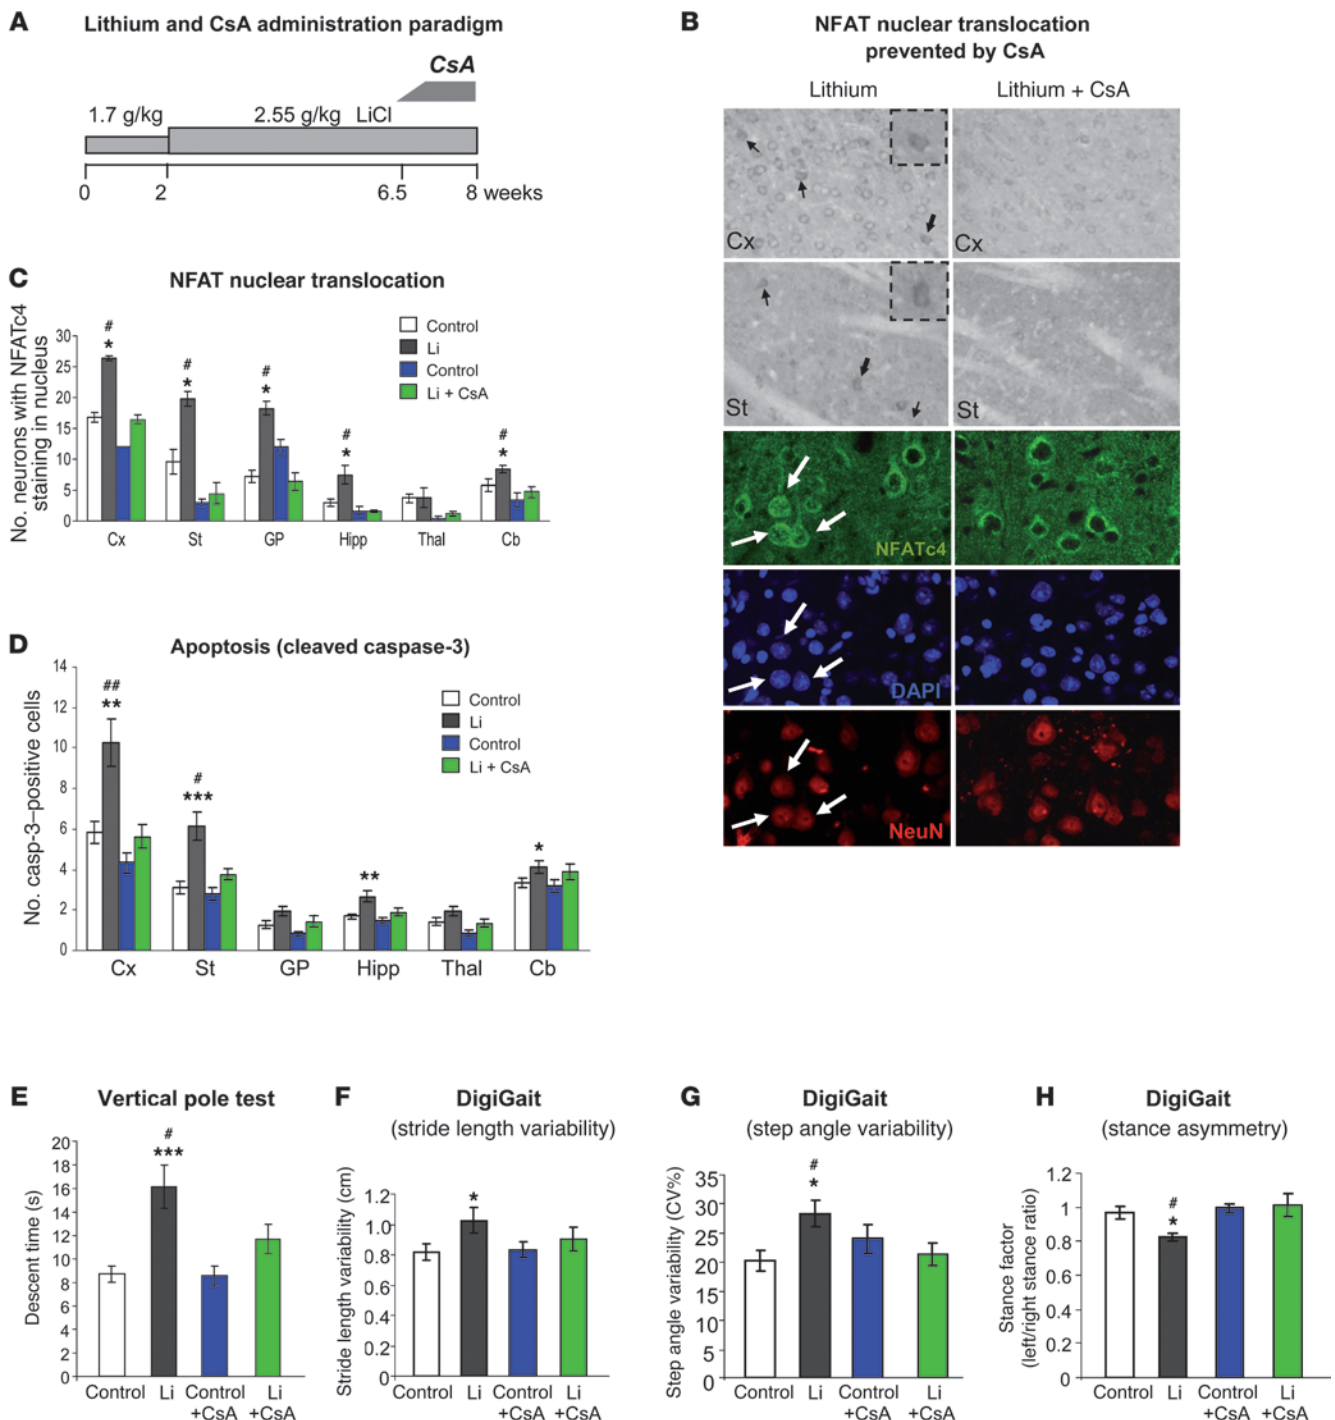 A Lithium and CsA administration paradigm
CsA
1.7 g/kg 2.55 g/kg LiCl
0 2 6.5 8 weeks
B NFAT nuclear translocation
prevented by CsA
Lithium Lithium + CsA
Cx Cx
St St
NFATc4
DAPI
NeuN
C NFAT nuclear translocation
No. neurons with NFATc4
staining in nucleus
30
25
20
15
10
5
0
# * # * # * # * # *
Control
Li
Control
Li + CsA
Cx St GP Hipp Thal Cb
D Apoptosis (cleaved caspase-3)
No. casp-3–positive cells
14
12
10
8
6
4
2
0
## ** # *** ** *
Control
Li
Control
Li + CsA
Cx St GP Hipp Thal Cb
E Vertical pole test
Descent time (s)
20
18
16
14
12
10
8
6
4
2
0
#
***
Control Li Control Li
+CsA +CsA
F DigiGait
(stride length variability)
Stride length variability (cm)
1.2
1.0
0.8
0.6
0.4
0.2
0
*
Control Li Control Li
+CsA +CsA
G DigiGait
(step angle variability)
Step angle variability (CV%)
35
30
25
20
15
10
5
0
#
*
Control Li Control Li
+CsA +CsA
H DigiGait
(stance asymmetry)
Stance factor
(left/right stance ratio)
1.2
1
0.8
0.6
0.4
0.2
0
#
*
Control Li Control Li
+CsA +CsA